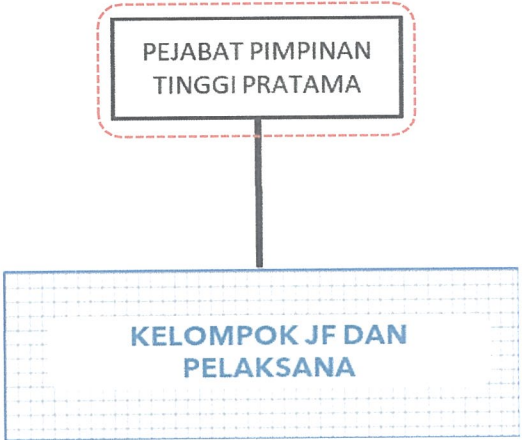 PEJABAT PIMPINAN
TINGGI PRATAMA
KELOMPOK JF DAN
PELAKSANA